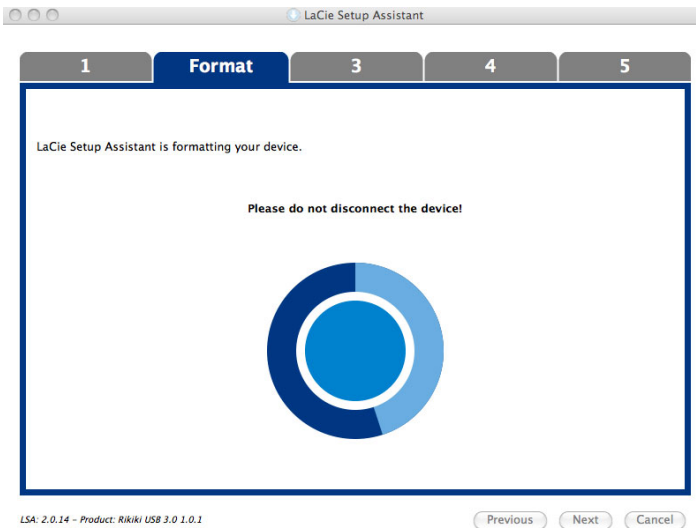 LaCie Setup Assistant
1 Format 3 4 5
LaCie Setup Assistant is formatting your device.
Please do not disconnect the device!
LSA: 2.0.14 - Product: Rikiki USB 3.0 1.0.1
Previous Next Cancel